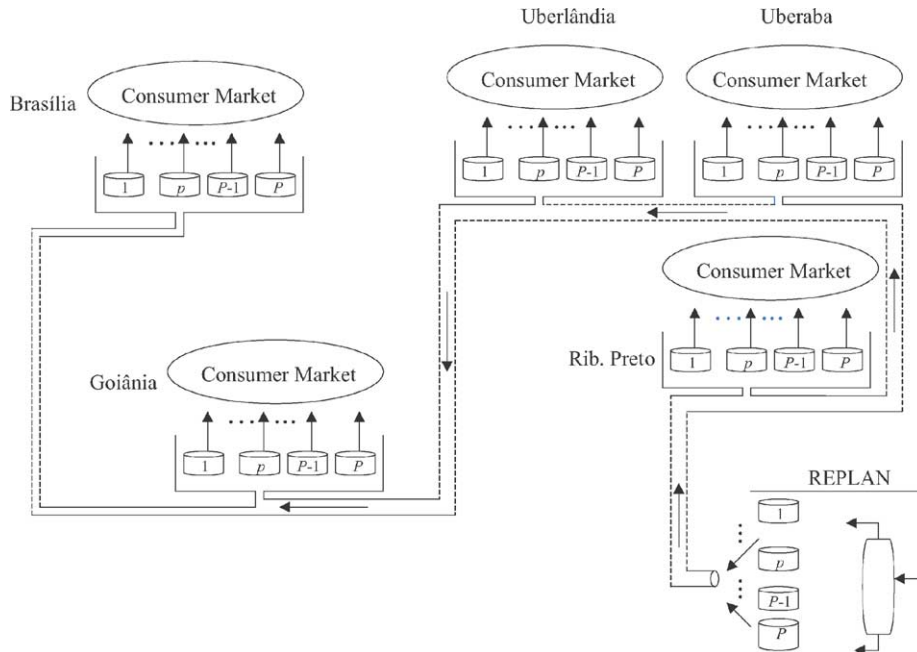 Uberlândia Uberaba
Consumer Market Consumer Market Consumer Market
Brasília
1 p P-1 P 1 p P-1 P
1 p P-1 P
Consumer Market
Consumer Market
Rib. Preto 1 p P-1 P
Goiânia
1 p P-1 P
REPLAN
1
p
P-1
P